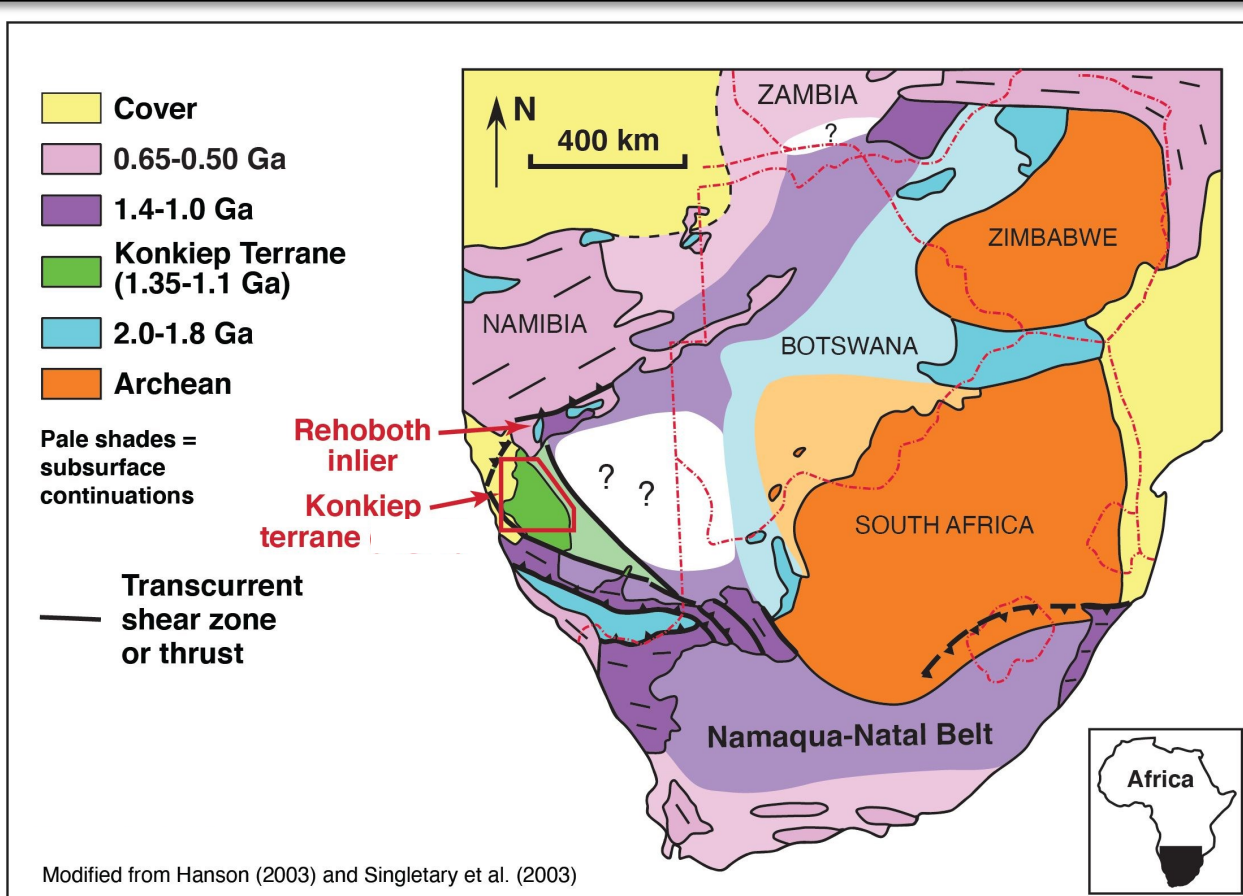 Cover
0.65-0.50 Ga
1.4-1.0 Ga
Konkiep Terrane
(1.35-1.1 Ga)
2.0-1.8 Ga
Archean
Pale shades =
subsurface
continuations
Transcurrent
shear zone
or thrust
N
400 km
ZAMBIA
?
ZIMBABWE
NAMIBIA
BOTSWANA
Rehoboth
inlier
? ?
Konkiep
terrane
SOUTH AFRICA
Namaqua-Natal Belt
Africa
Modified from Hanson (2003) and Singletary et al. (2003)